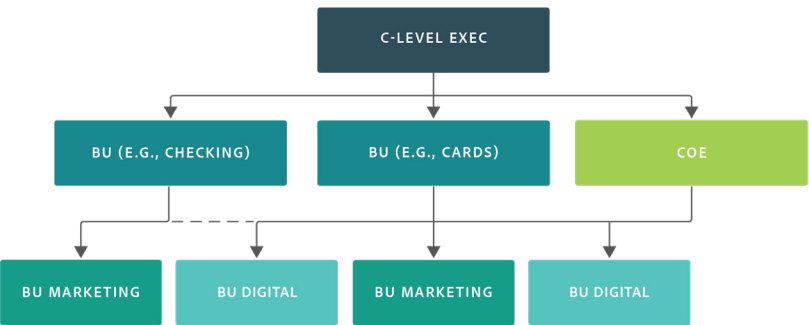 C-LEVEL EXEC
BU (E.G., CHECKING)
BU (E.G., CARDS)
COE
BU MARKETING
BU DIGITAL
BU MARKETING
BU DIGITAL